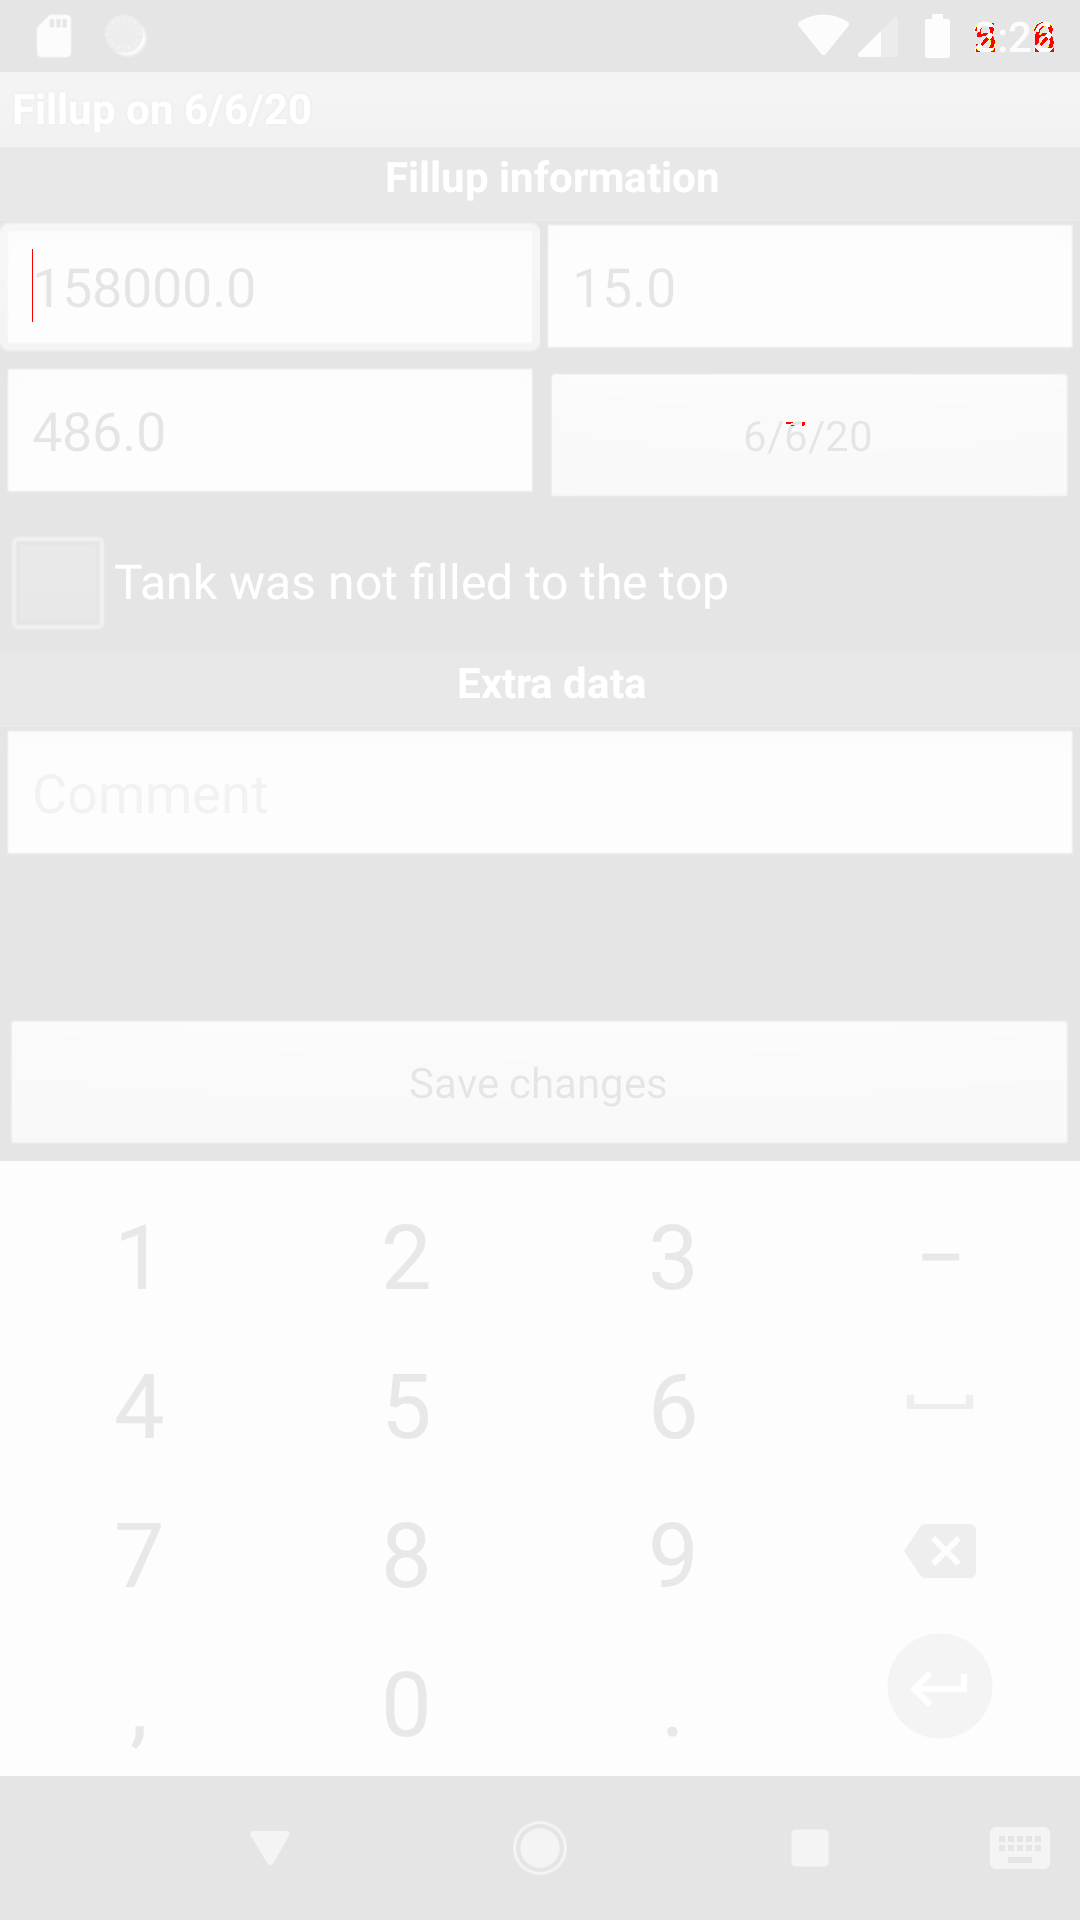 Fillup on 6/6/20
Fillup information
158000.0
15.0
486.0
6/6/20
Tank was not filled to the top
Extra data
Comment
Save changes
1 2 3 –
4 5 6
7 8 9
, 0 .